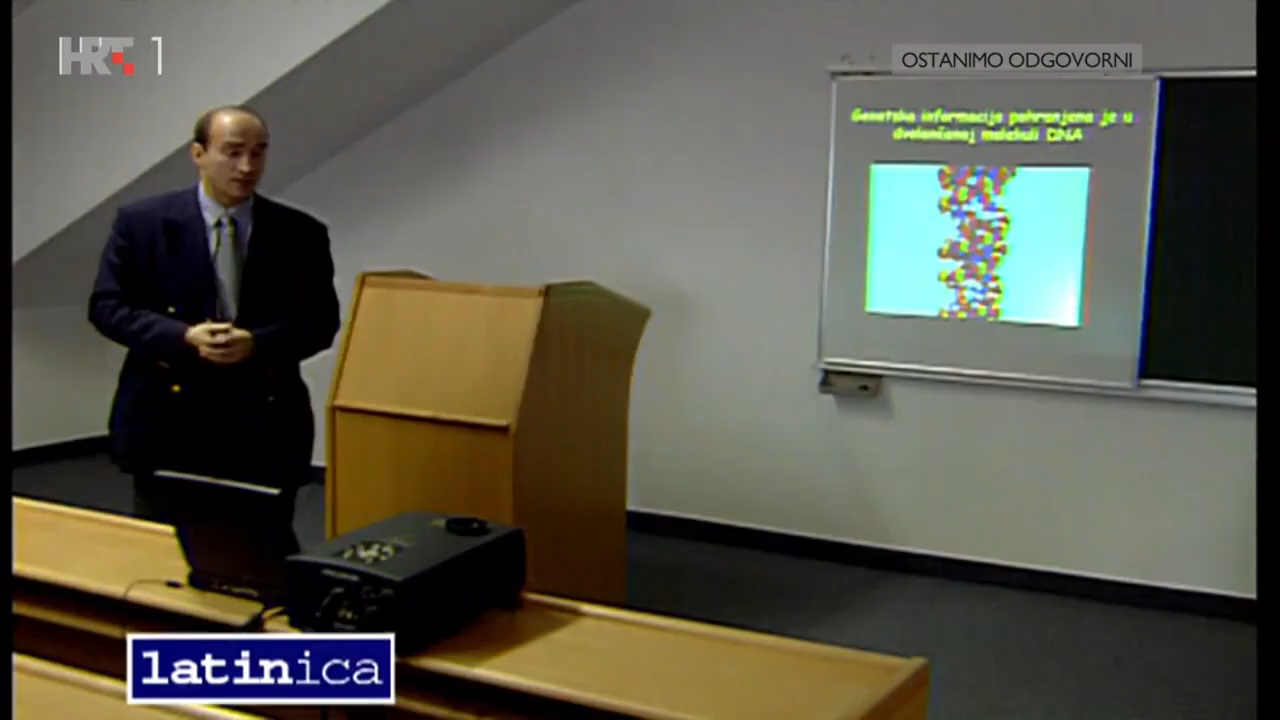 HRT 1
OSTANIMO ODGOVORNI
Genetska informacija pohranjena je u
dvolančanoj molekuli DNA
latinica